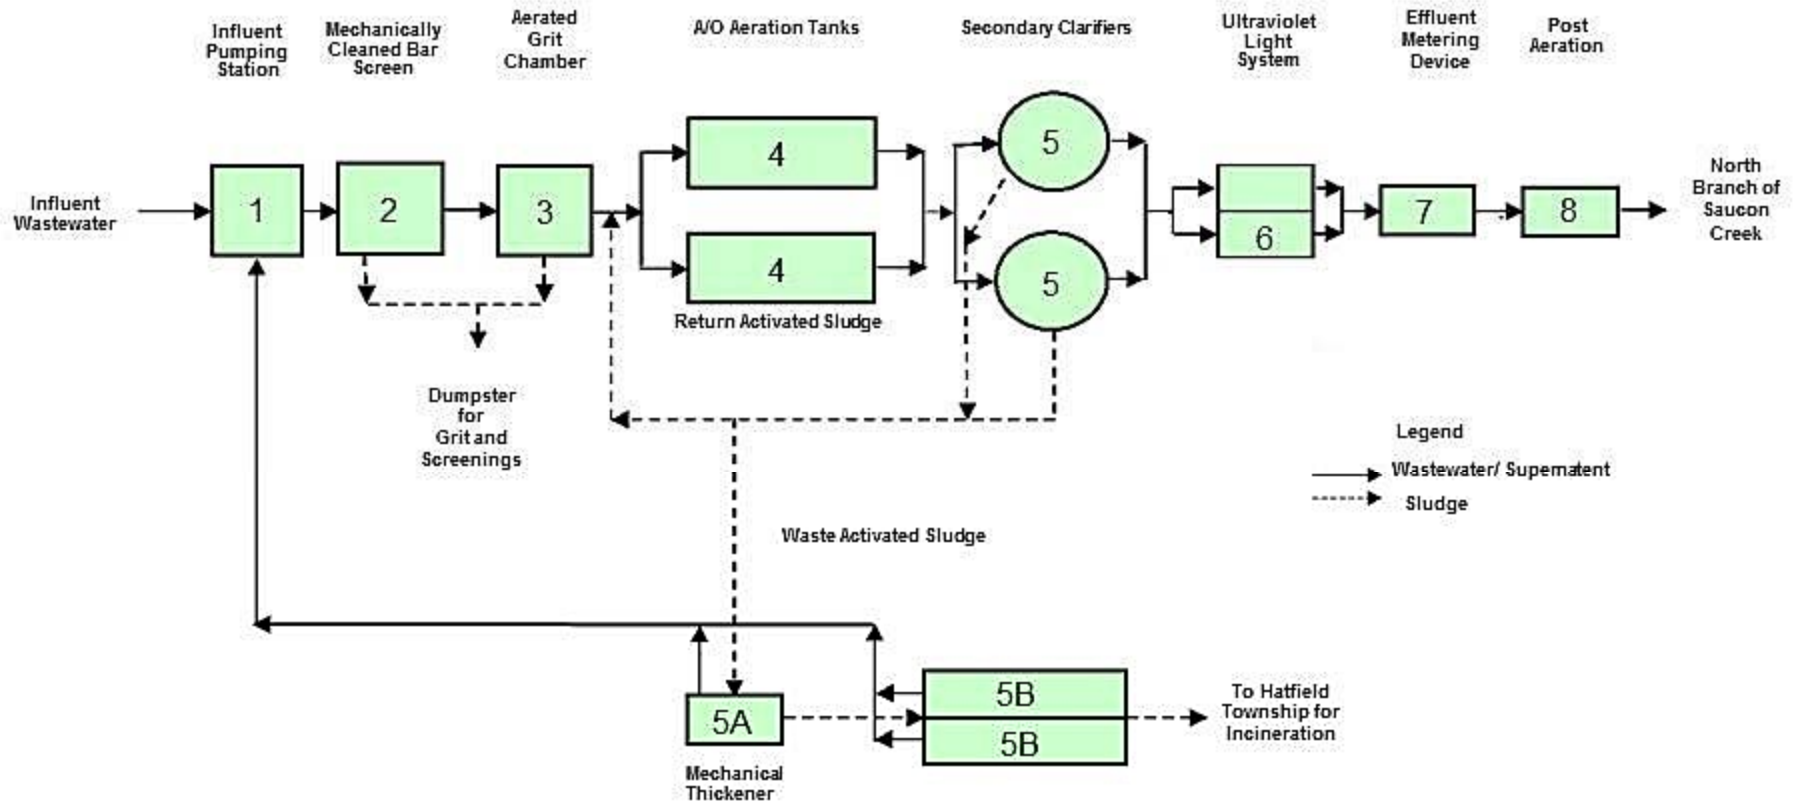 Influent
Pumping
Station
Mechanically
Cleaned Bar
Screen
Aerated
Grit
Chamber
A/O Aeration Tanks
Secondary Clarifiers
Ultraviolet
Light
System
Effluent
Metering
Device
Post
Aeration
Influent
Wastewater
1
2
3
4
4
5
5
6
7
8
North
Branch of
Saucon
Creek
Return Activated Sludge
Dumpster
for
Grit and
Screenings
Legend
Wastewater/ Supernatent
Sludge
Waste Activated Sludge
5A
5B
5B
Mechanical
Thickener
To Hatfield
Township for
Incineration